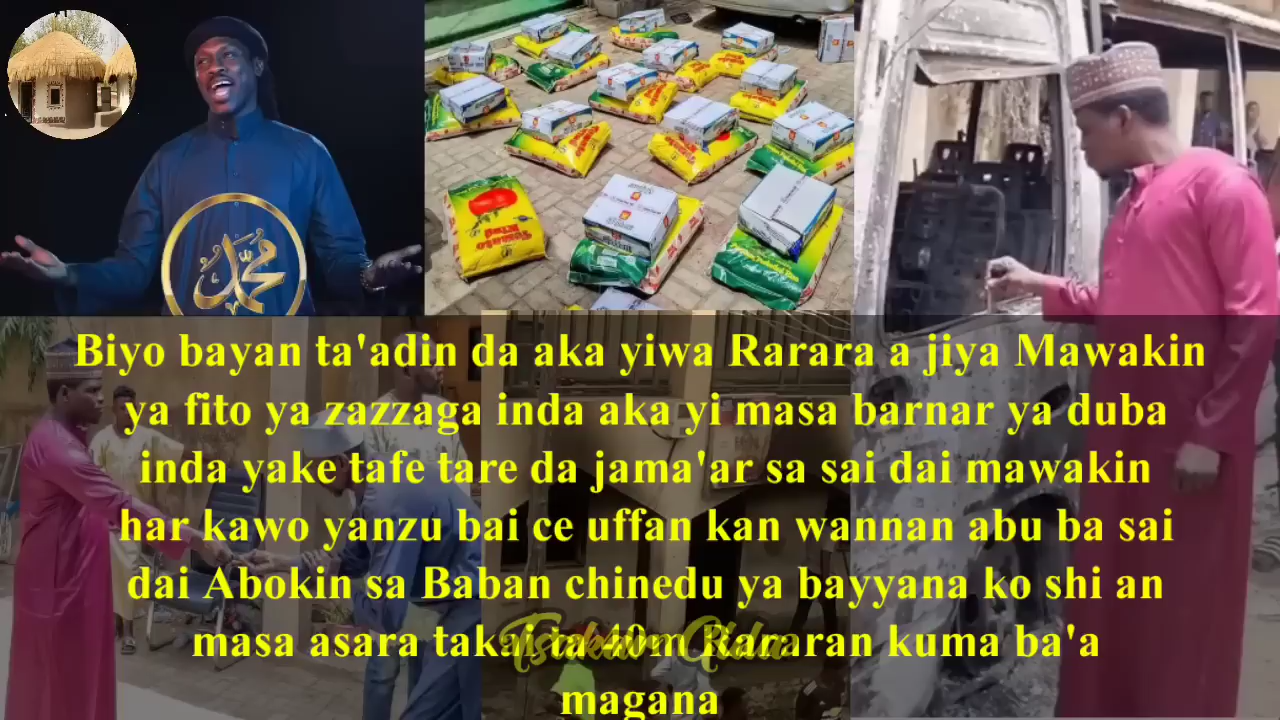 محمد
Tomato
King
Biyo bayan ta'adin da aka yiwa Rarara a jiya Mawakin
ya fito ya zazzaga inda aka yi masa barnar ya duba
inda yake tafe tare da jama'ar sa sai dai mawakin
har kawo yanzu bai ce uffan kan wannan abu ba sai
dai Abokin sa Baban chinedu ya bayyana ko shi an
masa asara takai ta 40m Rararan kuma ba'a
magana